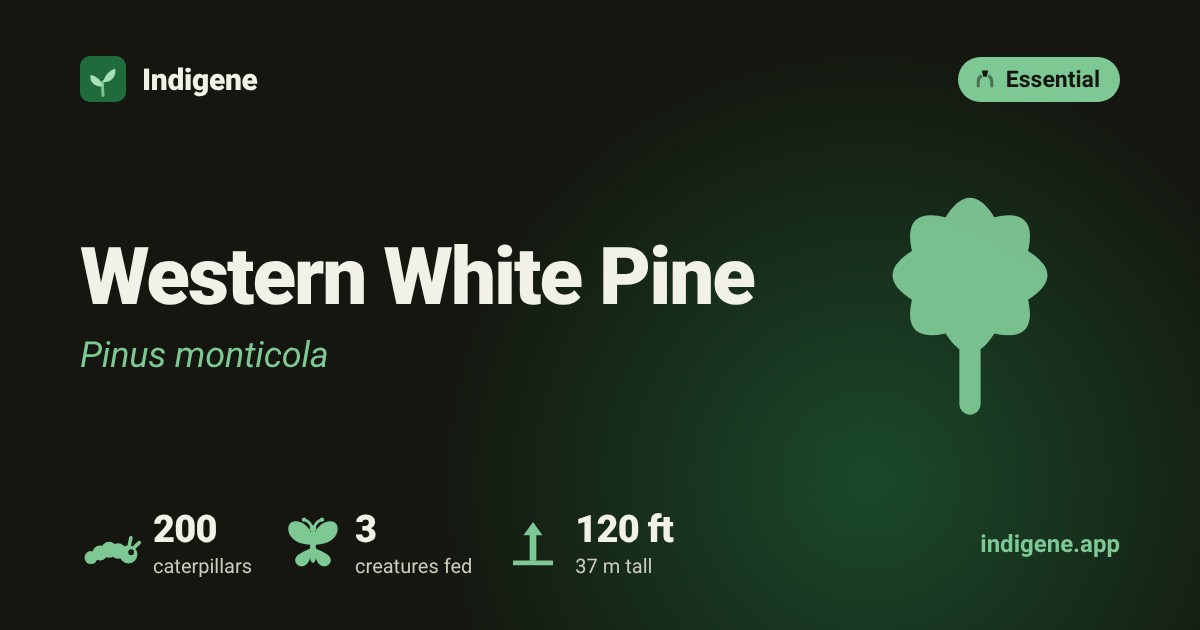 Indigene
Essential
Western White Pine
Pinus monticola
200
caterpillars
3
creatures fed
120 ft
37 m tall
indigene.app